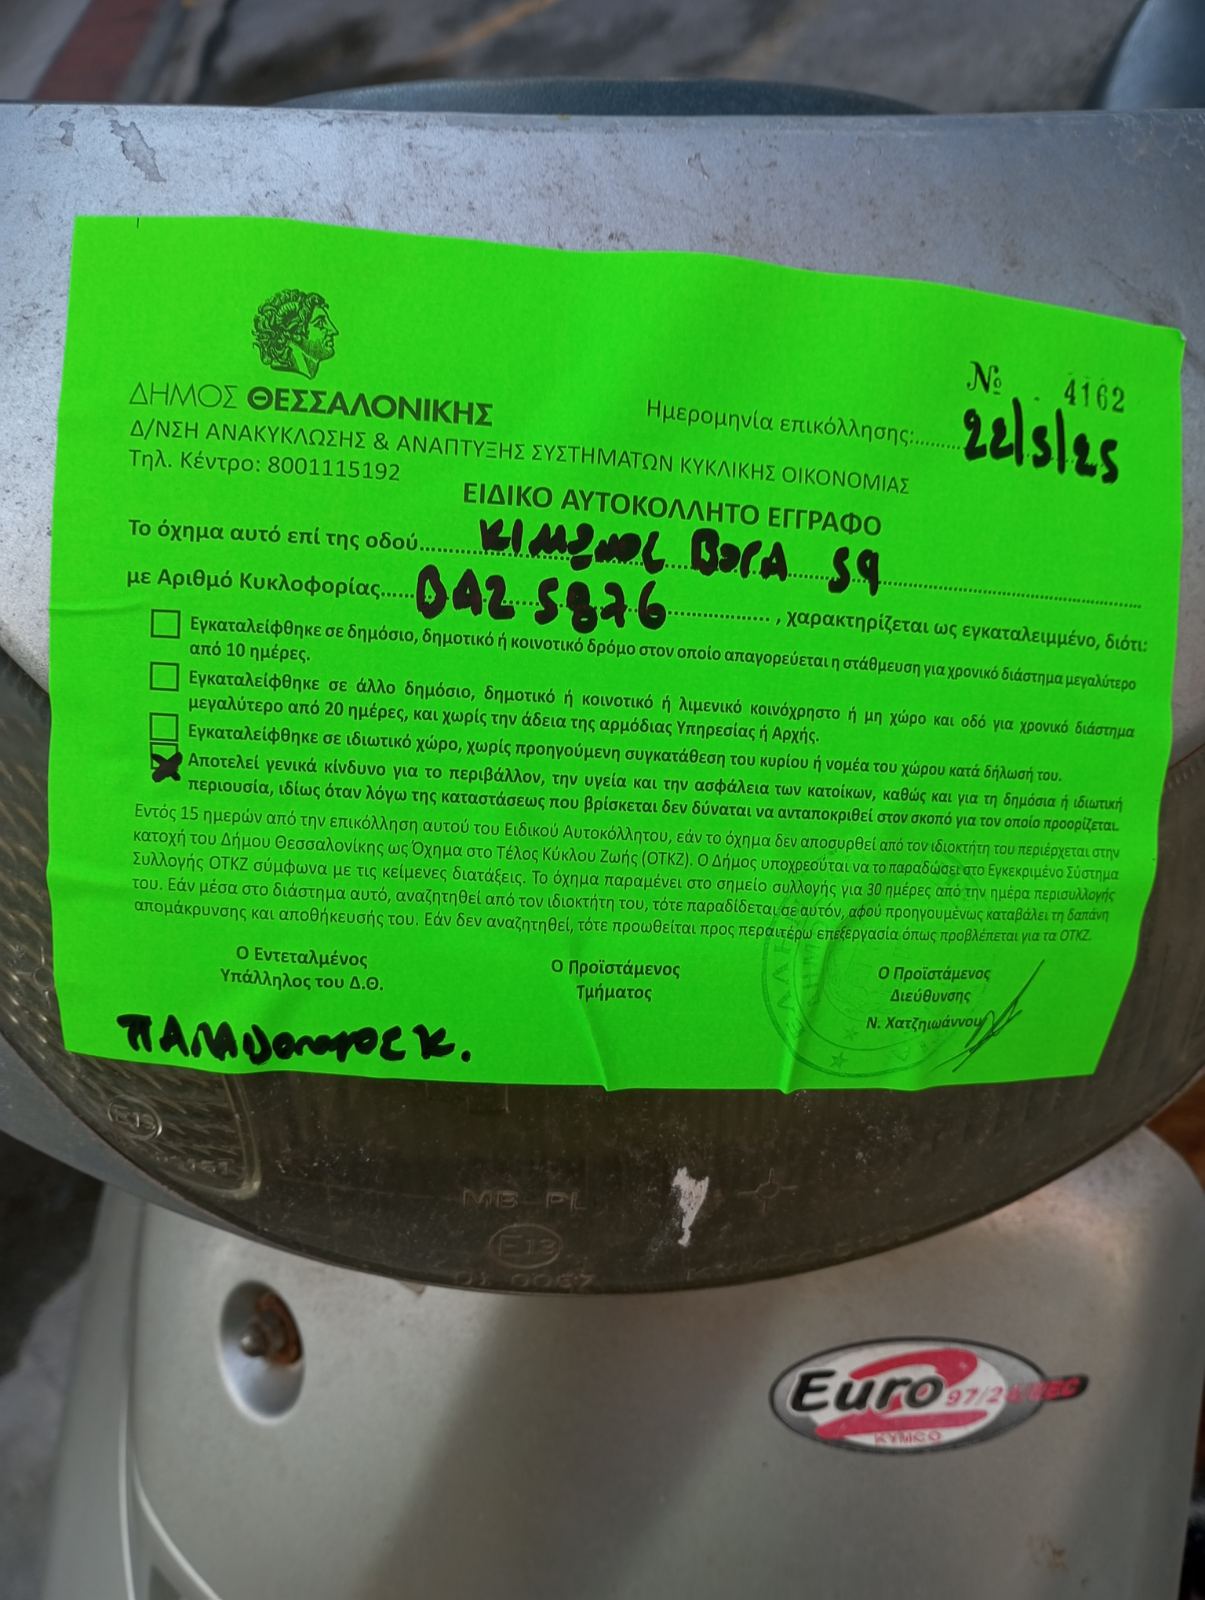 ΔΗΜΟΣ ΘΕΣΣΑΛΟΝΙΚΗΣ
Νο. 4162
Ημερομηνία επικόλλησης:.......22/5/25
Δ/ΝΣΗ ΑΝΑΚΥΚΛΩΣΗΣ & ΑΝΑΠΤΥΞΗΣ ΣΥΣΤΗΜΑΤΩΝ ΚΥΚΛΙΚΗΣ ΟΙΚΟΝΟΜΙΑΣ
Τηλ. Κέντρο: 8001115192
ΕΙΔΙΚΟ ΑΥΤΟΚΟΛΛΗΤΟ ΕΓΓΡΑΦΟ
Το όχημα αυτό επί της οδού ΚΙΜΩΝΟΣ ΒΟΓΑ 59
με Αριθμό Κυκλοφορίας 5876, χαρακτηρίζεται ως εγκαταλειμμένο, διότι:
Εγκαταλείφθηκε σε δημόσιο, δημοτικό ή κοινοτικό δρόμο στον οποίο απαγορεύεται η στάθμευση για χρονικό διάστημα μεγαλύτερο
από 10 ημέρες.
Εγκαταλείφθηκε σε άλλο δημόσιο, δημοτικό ή κοινοτικό ή λιμενικό κοινόχρηστο ή μη χώρο και οδό για χρονικό διάστημα
μεγαλύτερο από 20 ημέρες, και χωρίς την άδεια της αρμόδιας Υπηρεσίας ή Αρχής.
Εγκαταλείφθηκε σε ιδιωτικό χώρο, χωρίς προηγούμενη συγκατάθεση του κυρίου ή νομέα του χώρου κατά δήλωσή του.
Αποτελεί γενικά κίνδυνο για το περιβάλλον, την υγεία και την ασφάλεια των κατοίκων, καθώς και για τη δημόσια ή ιδιωτική
περιουσία, ιδίως όταν λόγω της καταστάσεως που βρίσκεται δεν δύναται να ανταποκριθεί στον σκοπό για τον οποίο προορίζεται.
Εντός 15 ημερών από την επικόλληση αυτού του Ειδικού Αυτοκόλλητου, εάν το όχημα δεν αποσυρθεί από τον ιδιοκτήτη του περιέρχεται στην
κατοχή του Δήμου Θεσσαλονίκης ως Όχημα στο Τέλος Κύκλου Ζωής (ΟΤΚΖ). Ο Δήμος υποχρεούται να το παραδώσει στο Εγκεκριμένο Σύστημα
Συλλογής ΟΤΚΖ σύμφωνα με τις κείμενες διατάξεις. Το όχημα παραμένει στο σημείο συλλογής για 30 ημέρες από την ημέρα περισυλλογής
του. Εάν μέσα στο διάστημα αυτό, αναζητηθεί από τον ιδιοκτήτη του, τότε παραδίδεται σε αυτόν, αφού προηγουμένως καταβάλει τη δαπάνη
απομάκρυνσης και αποθήκευσής του. Εάν δεν αναζητηθεί, τότε προωθείται προς περαιτέρω επεξεργασία όπως προβλέπεται για τα ΟΤΚΖ.
Ο Εντεταλμένος
Υπάλληλος του Δ.Θ.
Ο Προϊστάμενος
Τμήματος
Ο Προϊστάμενος
Διεύθυνσης
Ν. Χατζηιωάννου
Κ.
E13
MB PL
E13
Euro 2 97/24/EC
KYMCO